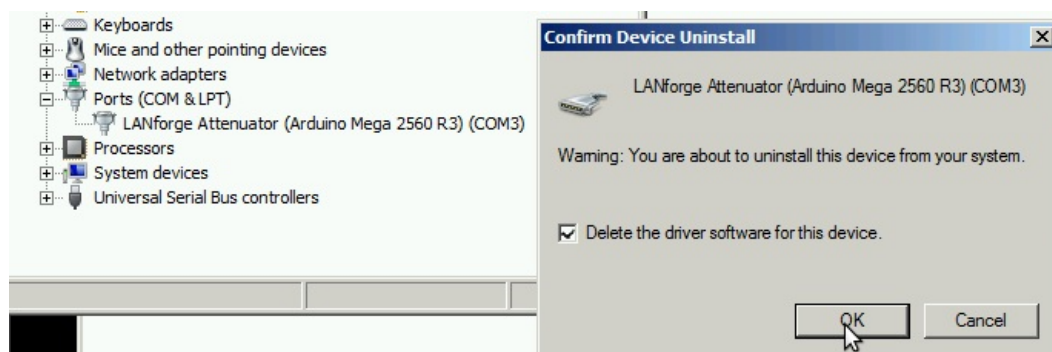 Keyboards
Mice and other pointing devices
Network adapters
Ports (COM & LPT)
LANforge Attenuator (Arduino Mega 2560 R3) (COM3)
Processors
System devices
Universal Serial Bus controllers
Confirm Device Uninstall
LANforge Attenuator (Arduino Mega 2560 R3) (COM3)
Warning: You are about to uninstall this device from your system.
Delete the driver software for this device.
OK
Cancel